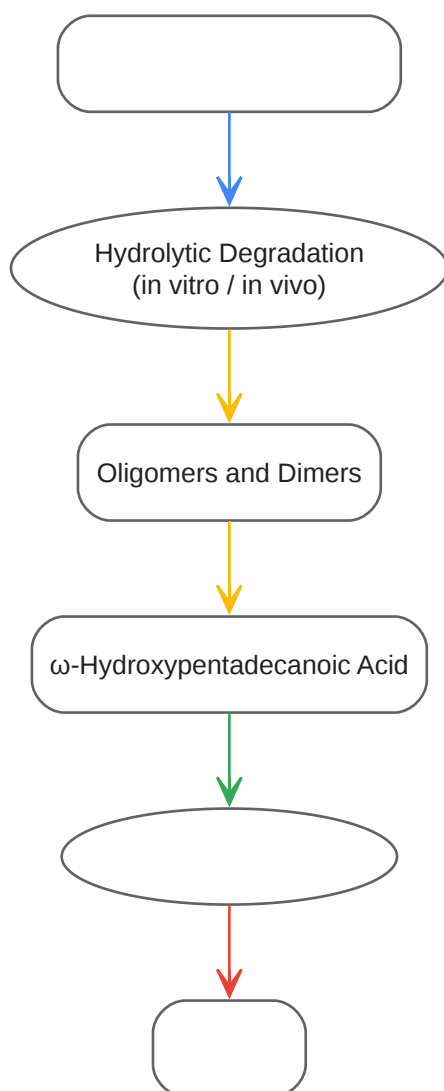 Hydrolytic Degradation
(in vitro / in vivo)
Oligomers and Dimers
ω-Hydroxypentadecanoic Acid